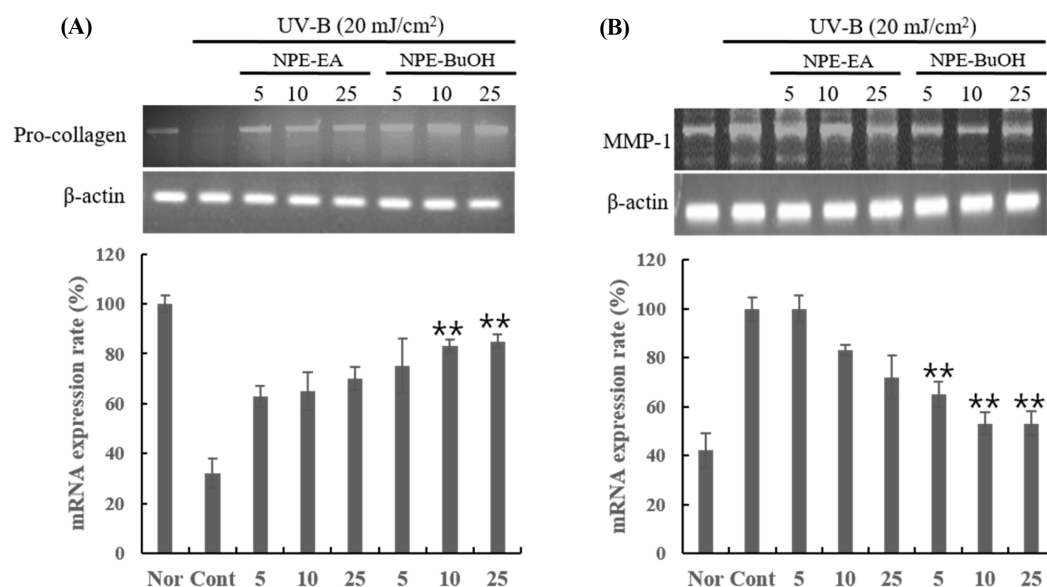 (A)
UV-B (20 mJ/cm²)
NPE-EA NPE-BuOH
5 10 25 5 10 25
Pro-collagen
β-actin
mRNA expression rate (%)
120
100
80
60
40
20
0
** **
Nor Cont 5 10 25 5 10 25
(B)
UV-B (20 mJ/cm²)
NPE-EA NPE-BuOH
5 10 25 5 10 25
MMP-1
β-actin
mRNA expression rate (%)
120
100
80
60
40
20
0
** ** **
Nor Cont 5 10 25 5 10 25